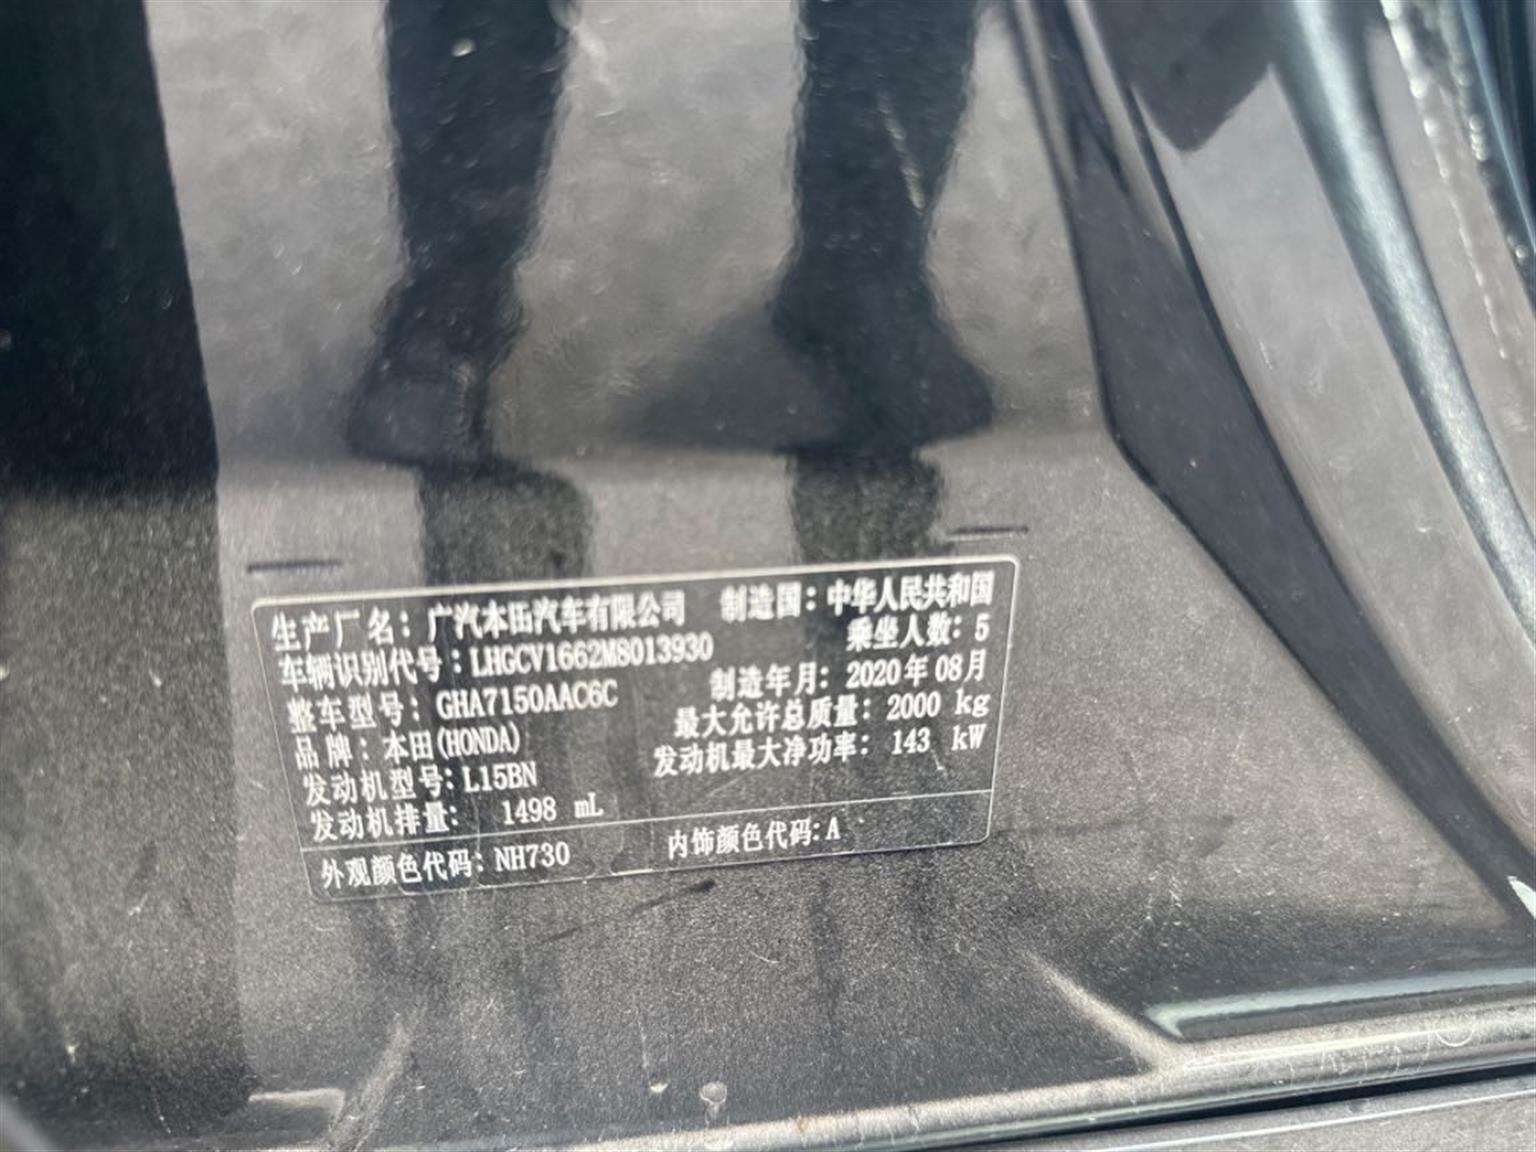 生产厂名：广汽本田汽车有限公司 制造国：中华人民共和国
车辆识别代号：LHGCV1662M8013930 乘坐人数：5
整车型号：GHA7150AAC6C 制造年月：2020年08月
品牌：本田(HONDA) 最大允许总质量：2000 kg
发动机型号：L15BN 发动机最大净功率：143 kW
发动机排量：1498 mL
外观颜色代码：NH730 内饰颜色代码：A